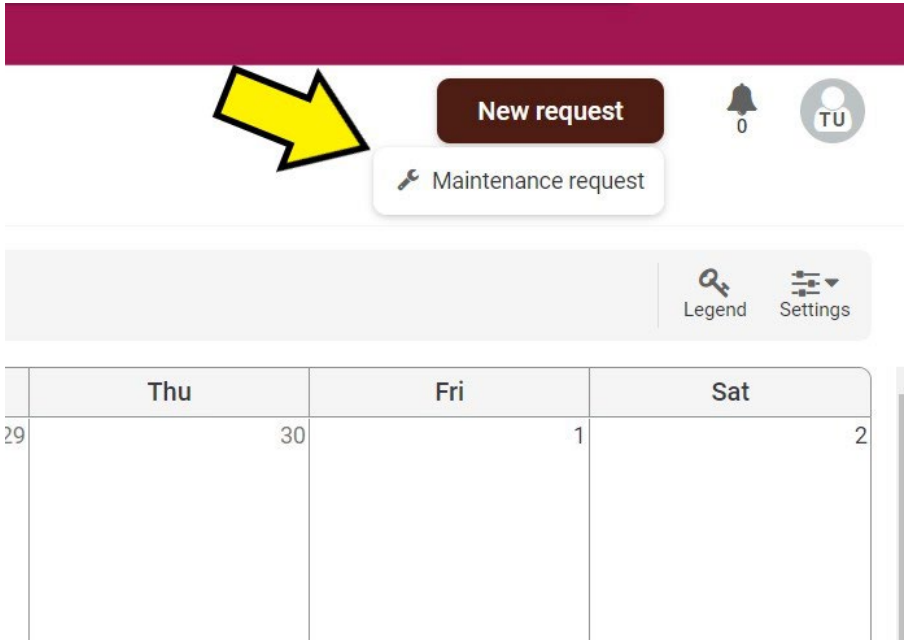 New request
0
TU
Maintenance request
Legend
Settings
Thu
Fri
Sat
29
30
1
2